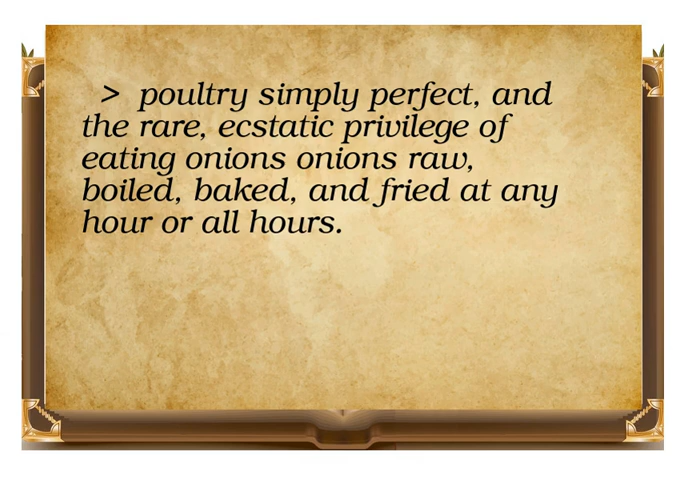 > poultry simply perfect, and
the rare, ecstatic privilege of
eating onions onions raw,
boiled, baked, and fried at any
hour or all hours.